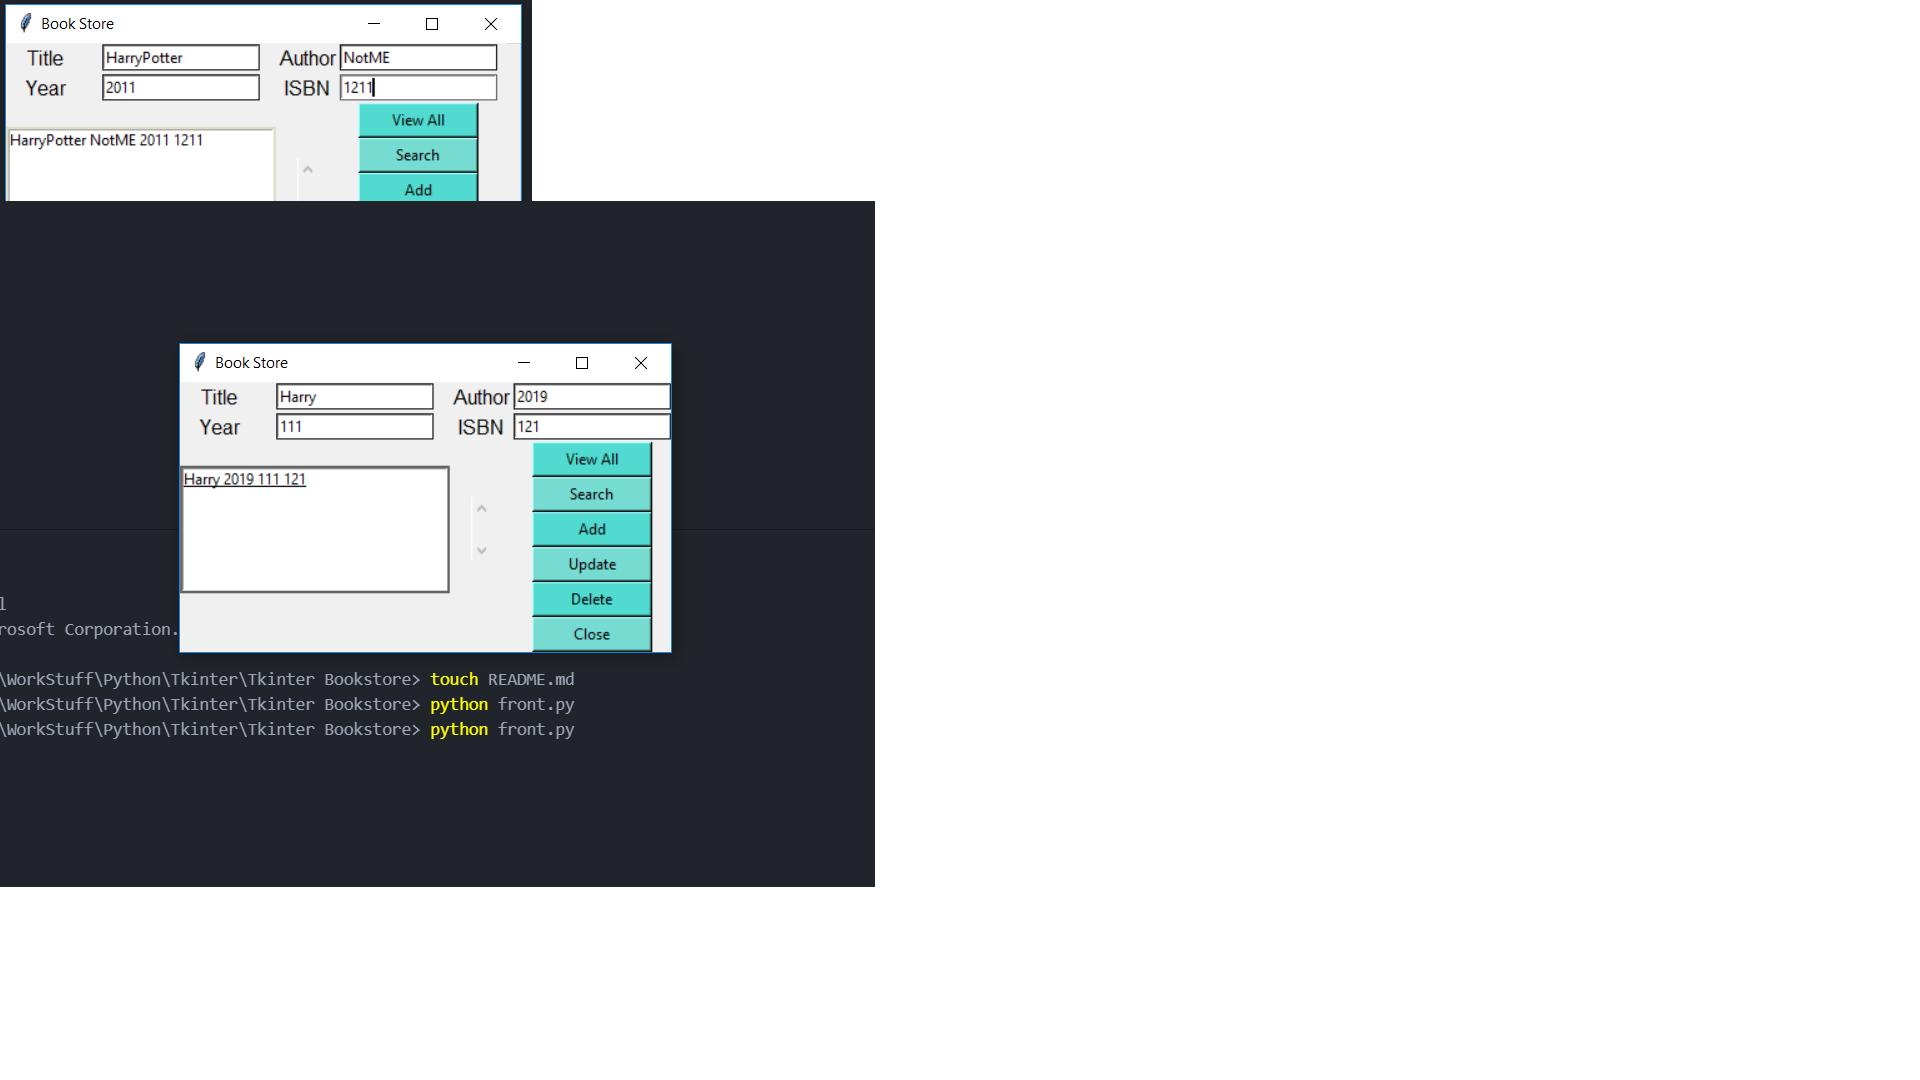 Book Store
Title HarryPotter Author NotME
Year 2011 ISBN 1211
View All
HarryPotter NotME 2011 1211
Search
Add
Book Store
Title Harry Author 2019
Year 111 ISBN 121
View All
Harry 2019 111 121
Search
Add
Update
Delete
Close
l
rosoft Corporation.
\WorkStuff\Python\Tkinter\Tkinter Bookstore> touch README.md
\WorkStuff\Python\Tkinter\Tkinter Bookstore> python front.py
\WorkStuff\Python\Tkinter\Tkinter Bookstore> python front.py